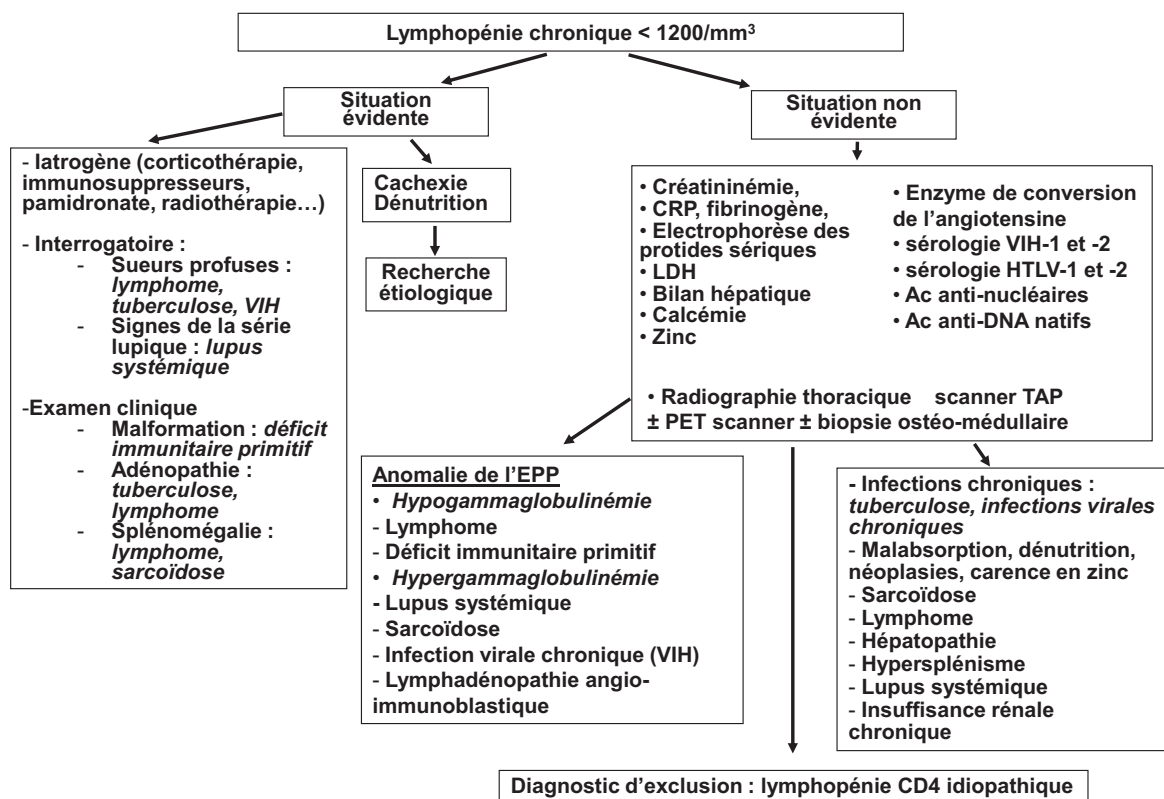 Lymphopénie chronique < 1200/mm³
Situation
évidente
Situation non
évidente
- Iatrogène (corticothérapie,
immunosuppresseurs,
pamidronate, radiothérapie…)
- Interrogatoire :
- Sueurs profuses :
lymphome,
tuberculose, VIH
- Signes de la série
lupique : lupus
systémique
-Examen clinique
- Malformation : déficit
immunitaire primitif
- Adénopathie :
tuberculose,
lymphome
- Splénomégalie :
lymphome,
sarcoïdose
Cachexie
Dénutrition
Recherche
étiologique
• Créatininémie,
• CRP, fibrinogène,
• Electrophorèse des
protides sériques
• LDH
• Bilan hépatique
• Calcémie
• Zinc
• Enzyme de conversion
de l’angiotensine
• sérologie VIH-1 et -2
• sérologie HTLV-1 et -2
• Ac anti-nucléaires
• Ac anti-DNA natifs
• Radiographie thoracique scanner TAP
± PET scanner ± biopsie ostéo-médullaire
Anomalie de l’EPP
• Hypogammaglobulinémie
- Lymphome
- Déficit immunitaire primitif
• Hypergammaglobulinémie
- Lupus systémique
- Sarcoïdose
- Infection virale chronique (VIH)
- Lymphadénopathie angio-
immunoblastique
- Infections chroniques :
tuberculose, infections virales
chroniques
- Malabsorption, dénutrition,
néoplasies, carence en zinc
- Sarcoïdose
- Lymphome
- Hépatopathie
- Hypersplénisme
- Lupus systémique
- Insuffisance rénale
chronique
Diagnostic d'exclusion : lymphopénie CD4 idiopathique